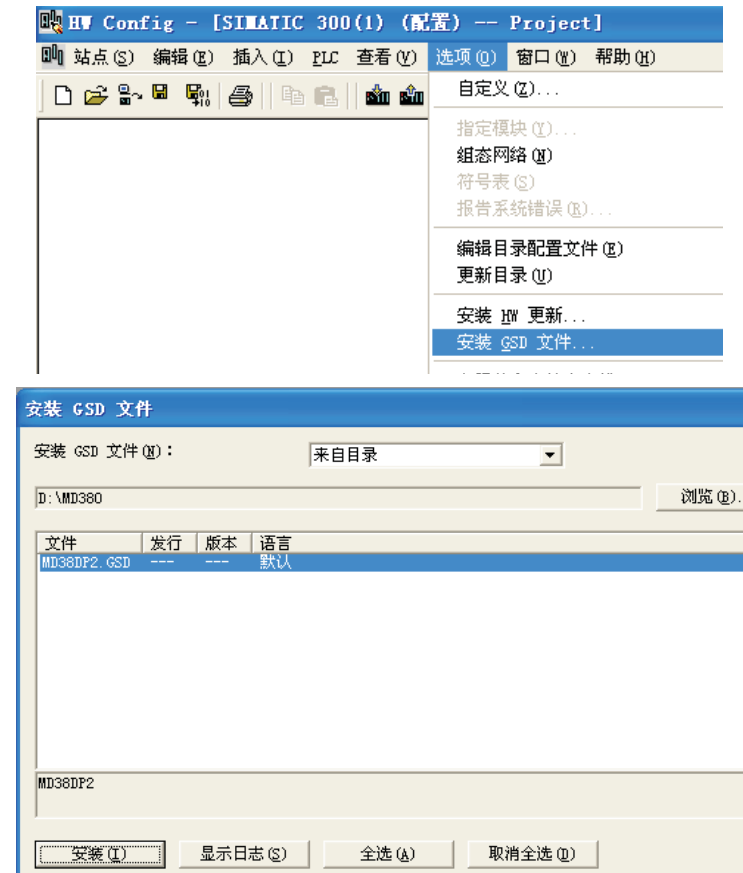 HW Config - [SIMATIC 300(1) (配置) -- Project]
站点(S) 编辑(E) 插入(I) PLC 查看(V) 选项(O) 窗口(W) 帮助(H)
自定义(Z)...
指定模块(Y)...
组态网络(N)
符号表(S)
报告系统错误(R)...
编辑目录配置文件(E)
更新目录(U)
安装 HW 更新...
安装 GSD 文件...
安装 GSD 文件
安装 GSD 文件(N): 来自目录
D:\MD380 浏览(B).
文件 发行 版本 语言
MD38DP2.GSD --- --- 默认
MD38DP2
安装(I) 显示日志(S) 全选(A) 取消全选(D)